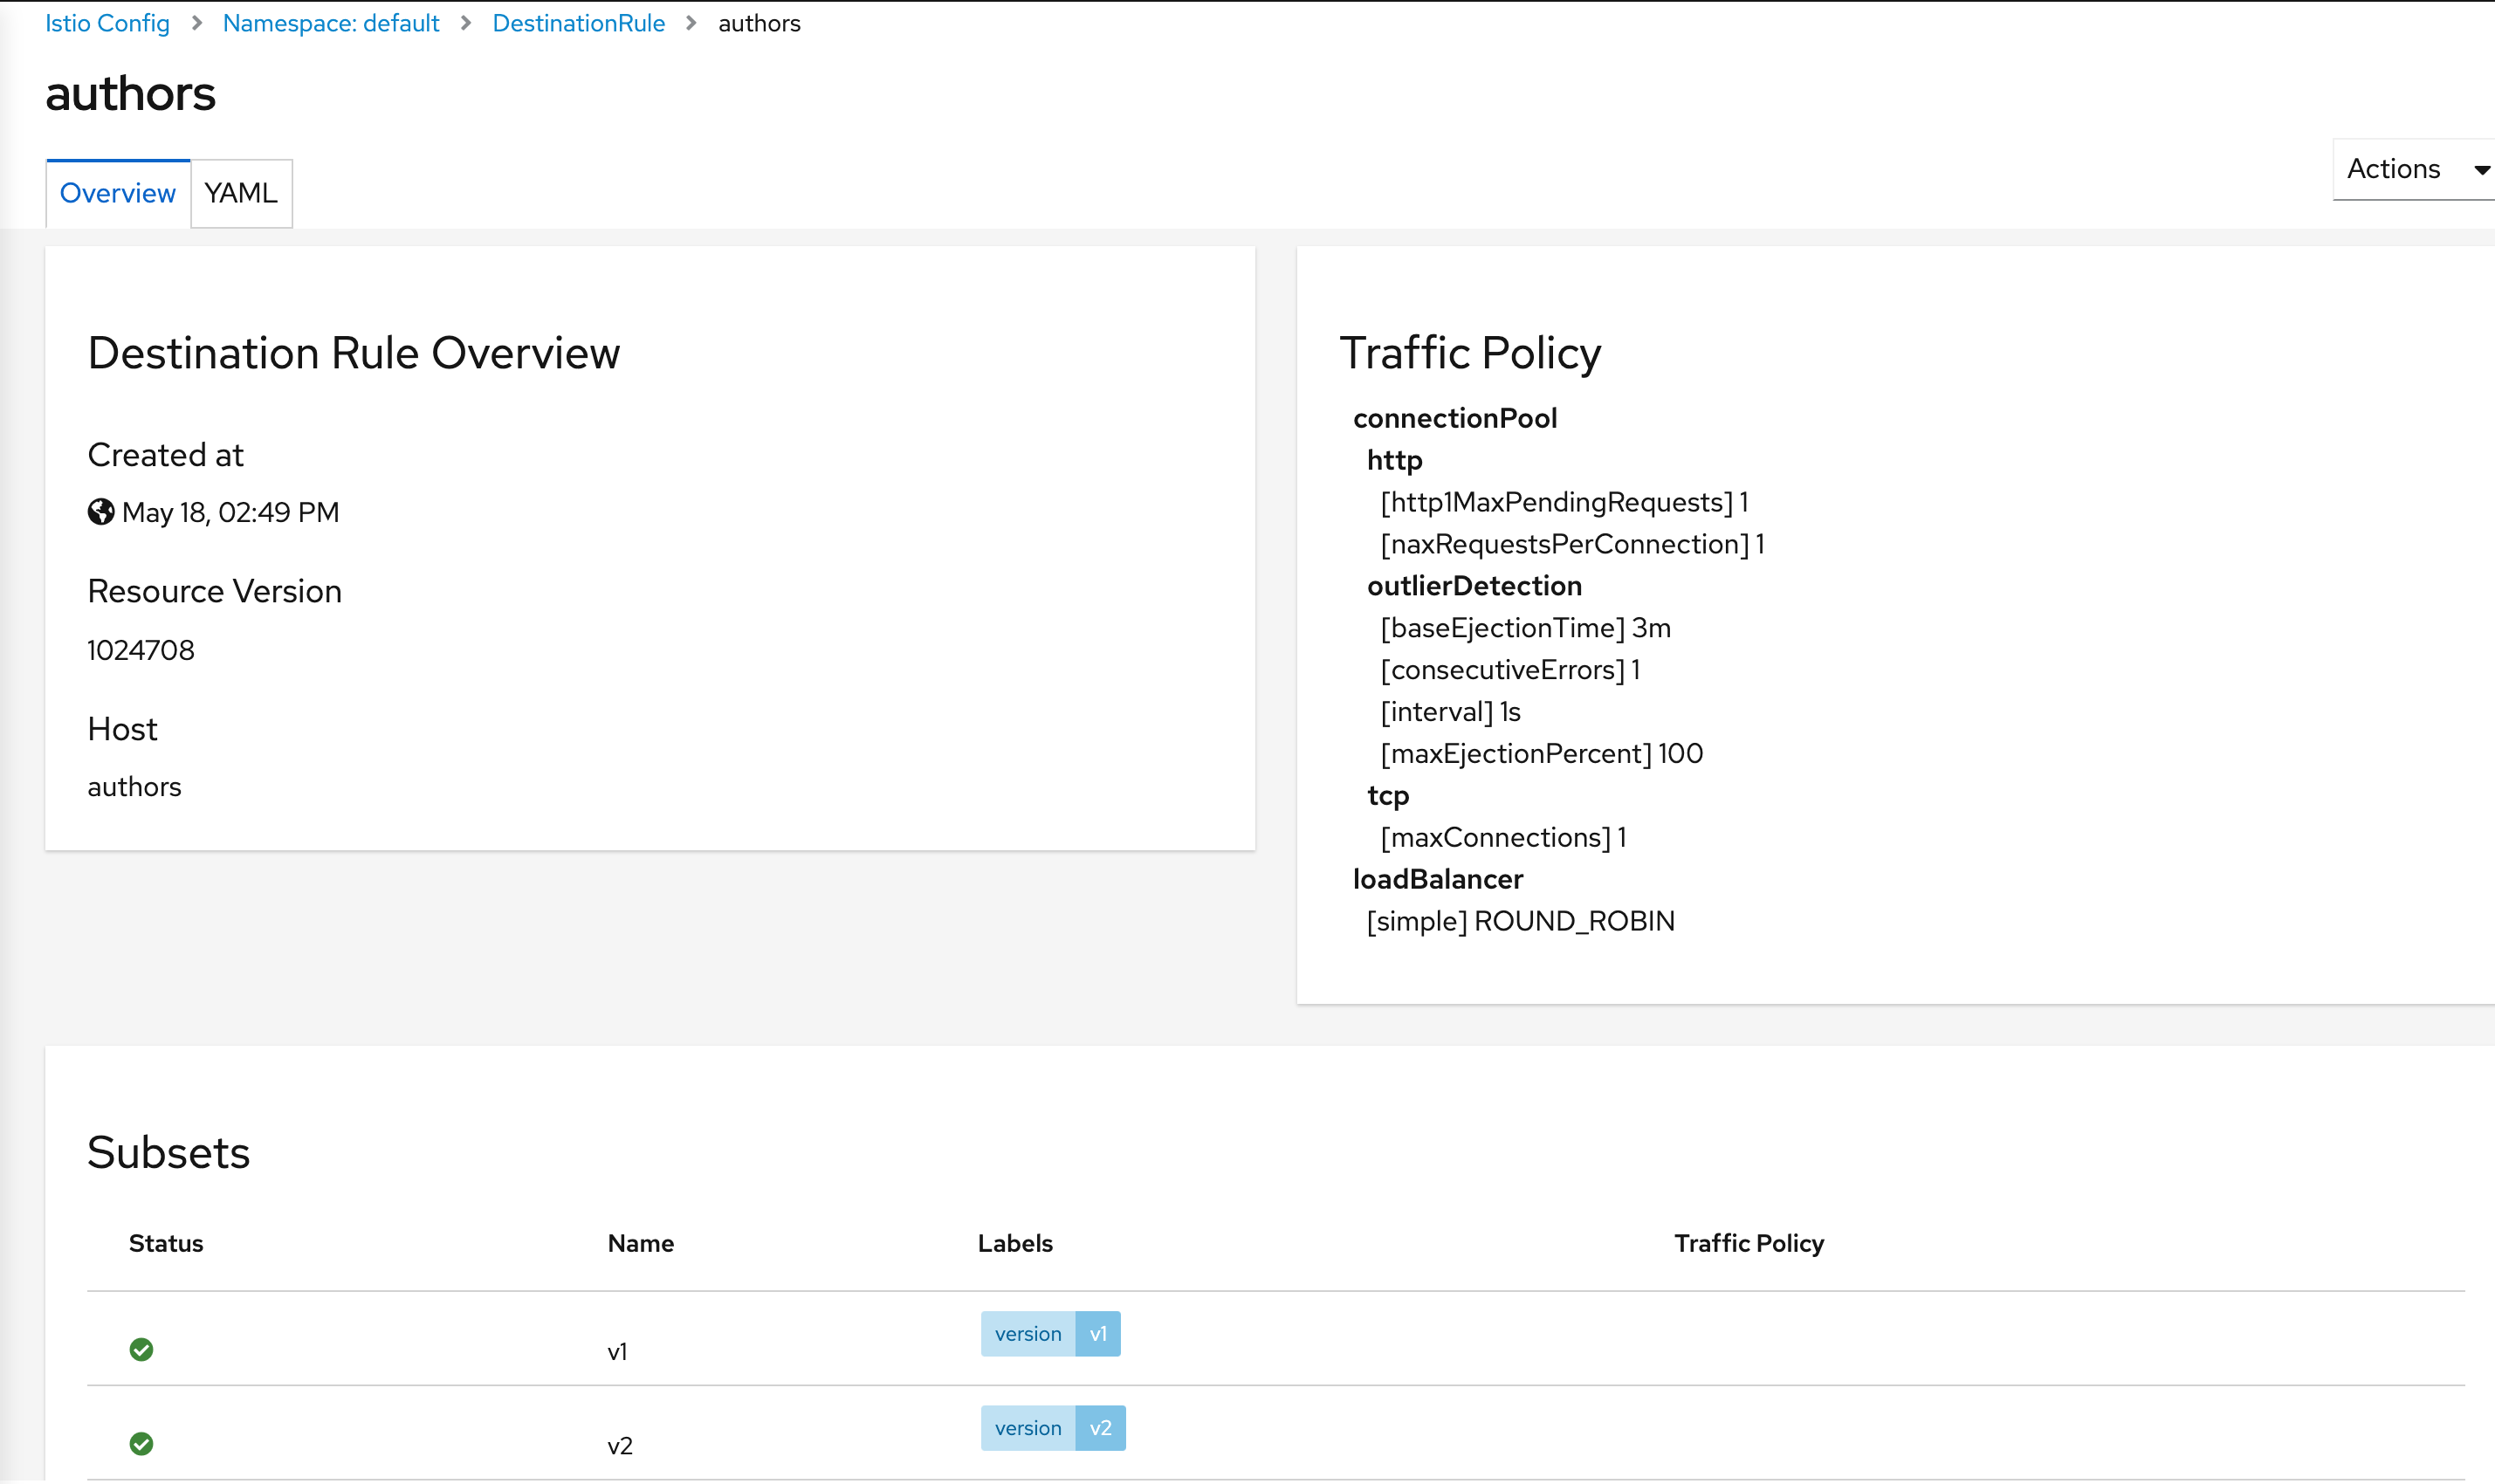 Istio Config > Namespace: default > DestinationRule > authors
authors
Actions
Overview YAML
Destination Rule Overview
Created at
May 18, 02:49 PM
Resource Version
1024708
Host
authors
Traffic Policy
connectionPool
http
[http1MaxPendingRequests] 1
[naxRequestsPerConnection] 1
outlierDetection
[baseEjectionTime] 3m
[consecutiveErrors] 1
[interval] 1s
[maxEjectionPercent] 100
tcp
[maxConnections] 1
loadBalancer
[simple] ROUND_ROBIN
Subsets
Status Name Labels Traffic Policy
v1 version v1
v2 version v2